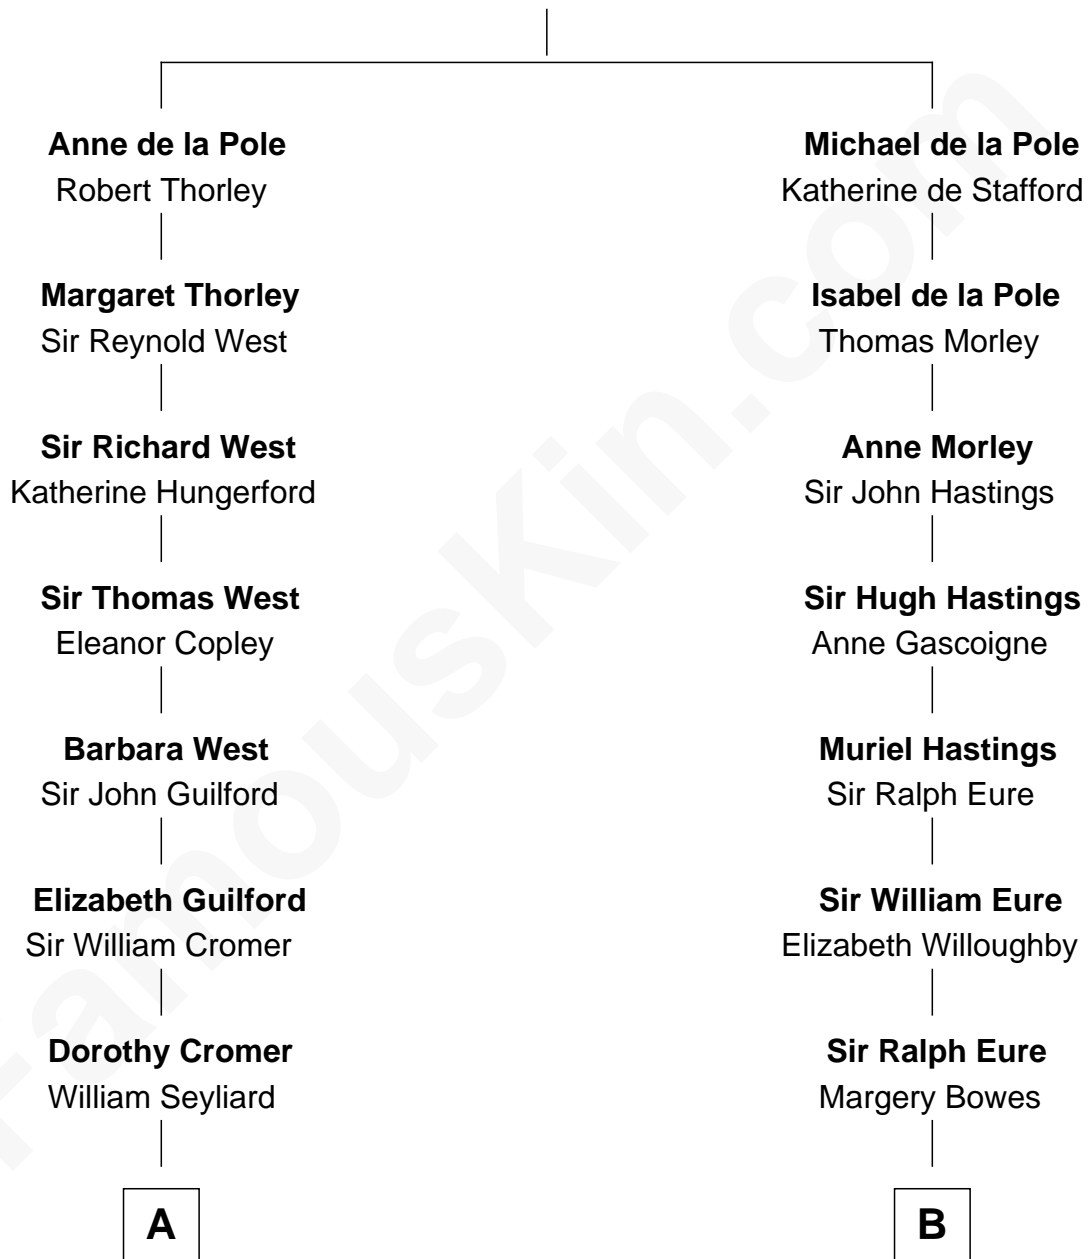 Anne de la Pole
Robert Thorley
Michael de la Pole
Katherine de Stafford
Margaret Thorley
Sir Reynold West
Isabel de la Pole
Thomas Morley
Sir Richard West
Katherine Hungerford
Anne Morley
Sir John Hastings
Sir Thomas West
Eleanor Copley
Sir Hugh Hastings
Anne Gascoigne
Barbara West
Sir John Guilford
Muriel Hastings
Sir Ralph Eure
Elizabeth Guilford
Sir William Cromer
Sir William Eure
Elizabeth Willoughby
Dorothy Cromer
William Seyliard
Sir Ralph Eure
Margery Bowes
A
B
FamousKin.com